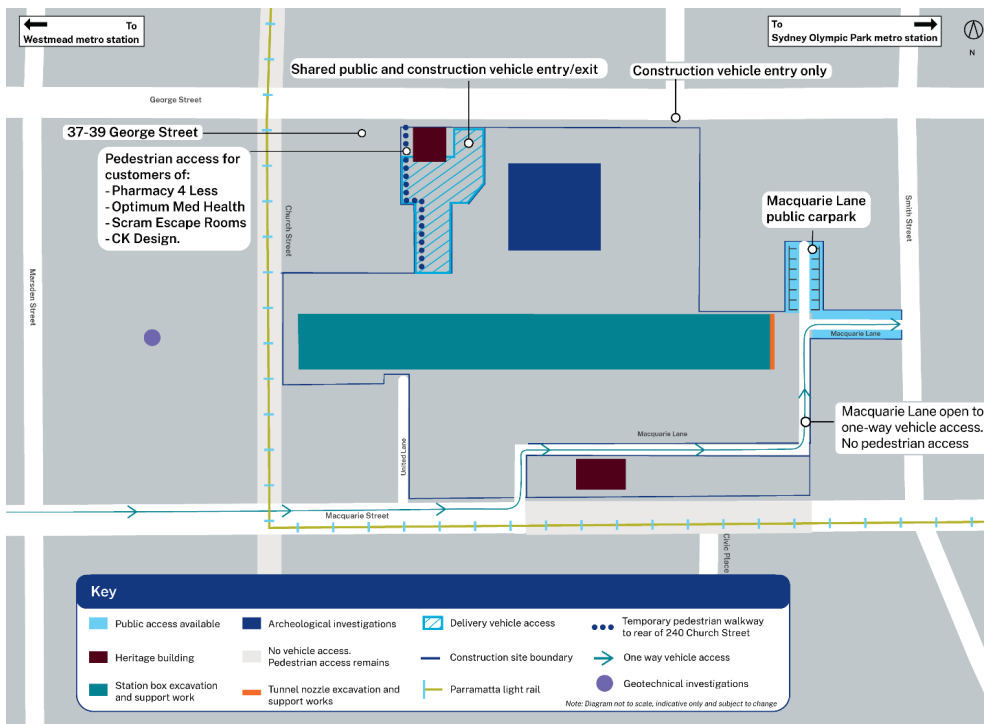 To
Westmead metro station
To
Sydney Olympic Park metro station
N
Shared public and construction vehicle entry/exit
Construction vehicle entry only
George Street
37-39 George Street
Pedestrian access for
customers of:
- Pharmacy 4 Less
- Optimum Med Health
- Scram Escape Rooms
- CK Design.
Macquarie Lane
public carpark
Church Street
Smith Street
Marsden Street
Macquarie Lane
Macquarie Lane open to
one-way vehicle access.
No pedestrian access
Macquarie Lane
United Lane
Macquarie Street
Civic Place
Key
Public access available
Archeological investigations
Delivery vehicle access
Temporary pedestrian walkway
to rear of 240 Church Street
Heritage building
No vehicle access.
Pedestrian access remains
Construction site boundary
One way vehicle access
Station box excavation
and support work
Tunnel nozzle excavation and
support works
Parramatta light rail
Geotechnical investigations
Note: Diagram not to scale, indicative only and subject to change